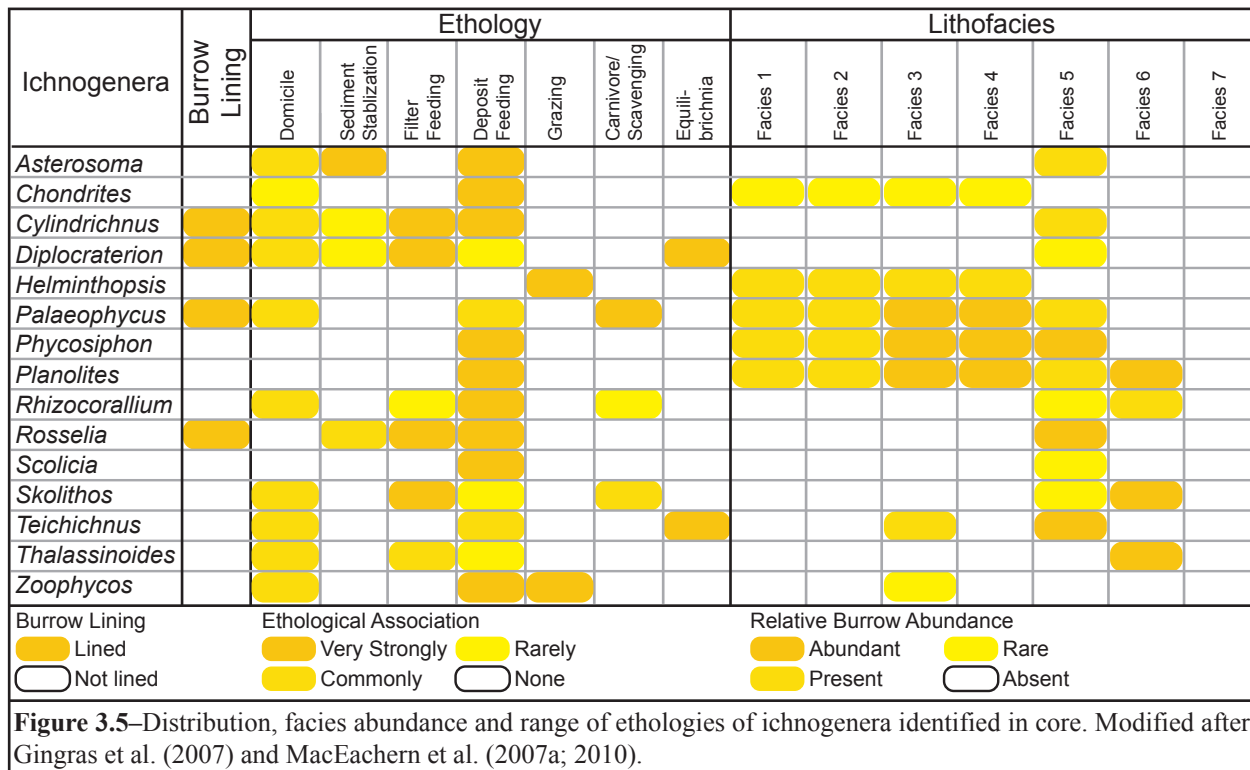 Ichnogenera
Burrow Lining
Ethology
Lithofacies
Domicile
Sediment Stablization
Filter Feeding
Deposit Feeding
Grazing
Carnivore/ Scavenging
Equili- brichnia
Facies 1
Facies 2
Facies 3
Facies 4
Facies 5
Facies 6
Facies 7
Asterosoma
Chondrites
Cylindrichnus
Diplocraterion
Helminthopsis
Palaeophycus
Phycosiphon
Planolites
Rhizocorallium
Rosselia
Scolicia
Skolithos
Teichichnus
Thalassinoides
Zoophycos
Burrow Lining
Lined
Not lined
Ethological Association
Very Strongly
Rarely
Commonly
None
Relative Burrow Abundance
Abundant
Rare
Present
Absent
Figure 3.5–Distribution, facies abundance and range of ethologies of ichnogenera identified in core. Modified after
Gingras et al. (2007) and MacEachern et al. (2007a; 2010).